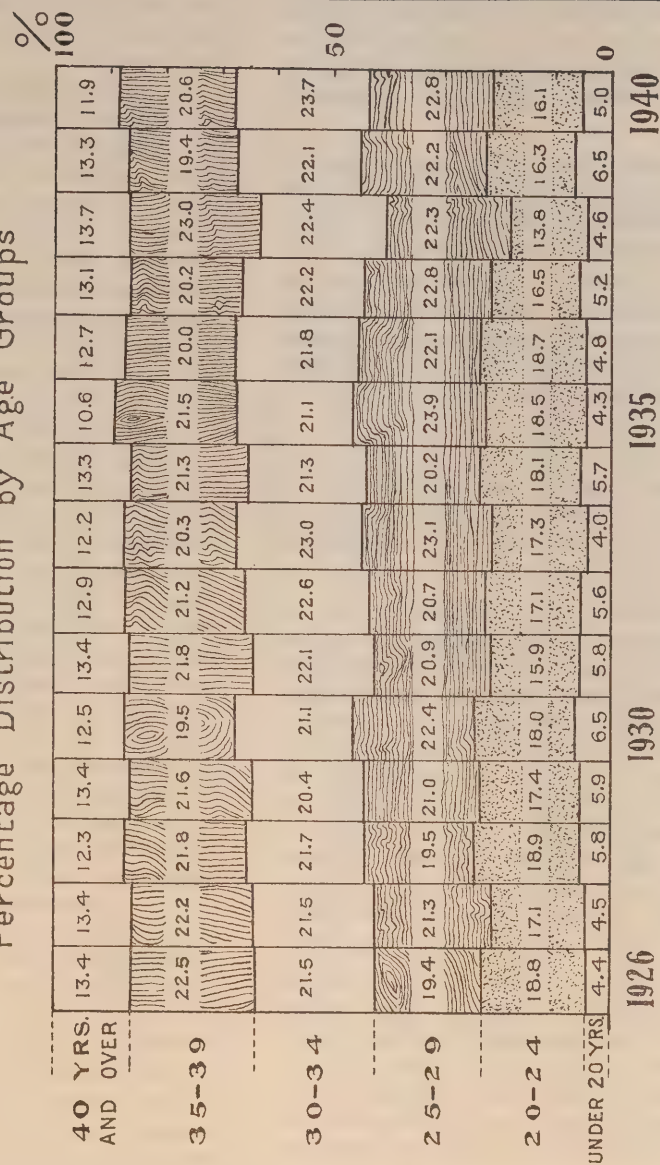 Percentage Distribution by Age Groups
%
100
40 YRS. 13.4 13.4 12.3 13.4 12.5 13.4 12.9 12.2 13.3 10.6 12.7 13.1 13.7 13.3 11.9
AND OVER
35-39 22.5 22.2 21.8 21.6 19.5 21.8 21.2 20.3 21.3 21.5 20.0 20.2 23.0 19.4 20.6
50
30-34 21.5 21.5 21.7 20.4 21.1 22.1 22.6 23.0 21.3 21.1 21.8 22.2 22.4 22.1 23.7
25-29 19.4 21.3 19.5 21.0 22.4 20.9 20.7 23.1 20.2 23.9 22.1 22.8 22.3 22.2 22.8
20-24 18.8 17.1 18.9 17.4 18.0 15.9 17.1 17.3 18.1 18.5 18.7 16.5 13.8 16.3 16.1
UNDER 20 YRS. 4.4 4.5 5.8 5.9 6.5 5.8 5.6 4.0 5.7 4.3 4.8 5.2 4.6 6.5 5.0 0
1926 1930 1935 1940